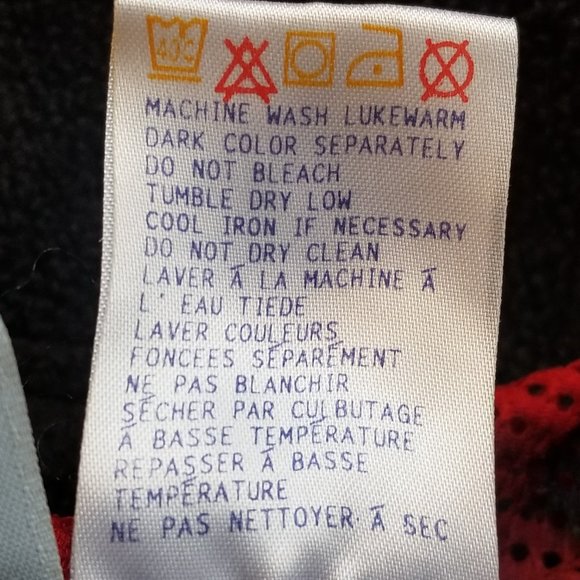 40C
MACHINE WASH LUKEWARM
DARK COLOR SEPARATELY
DO NOT BLEACH
TUMBLE DRY LOW
COOL IRON IF NECESSARY
DO NOT DRY CLEAN
LAVER À LA MACHINE À
L' EAU TIEDE
LAVER COULEURS
FONCEES SÉPARÉMENT
NE PAS BLANCHIR
SÉCHER PAR CULBUTAGE
À BASSE TEMPÉRATURE
REPASSER À BASSE
TEMPÉRATURE
NE PAS NETTOYER À SEC